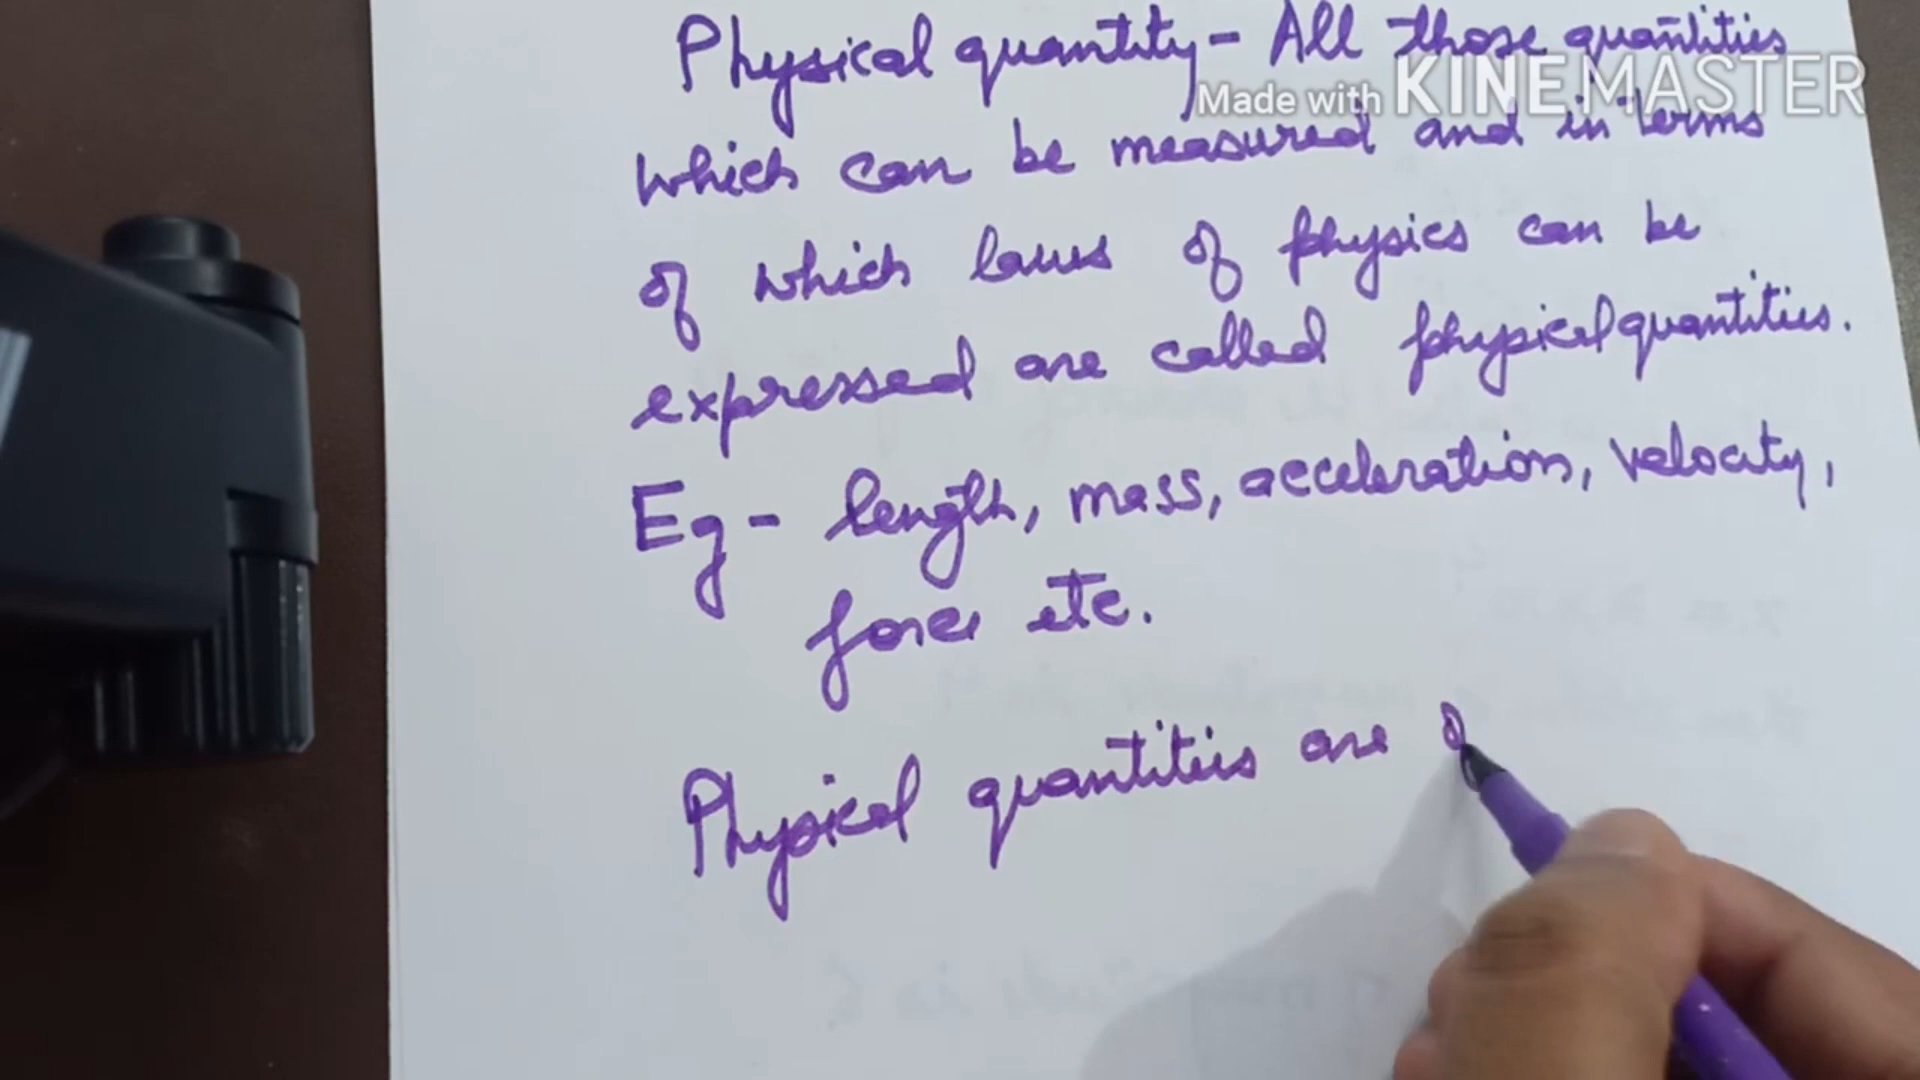 Physical quantity - All those quantities
Made with KINEMASTER
which can be measured and in terms
of which laws of physics can be
expressed are called physical quantities.
Eg - length, mass, acceleration, velocity,
force etc.
Physical quantities are